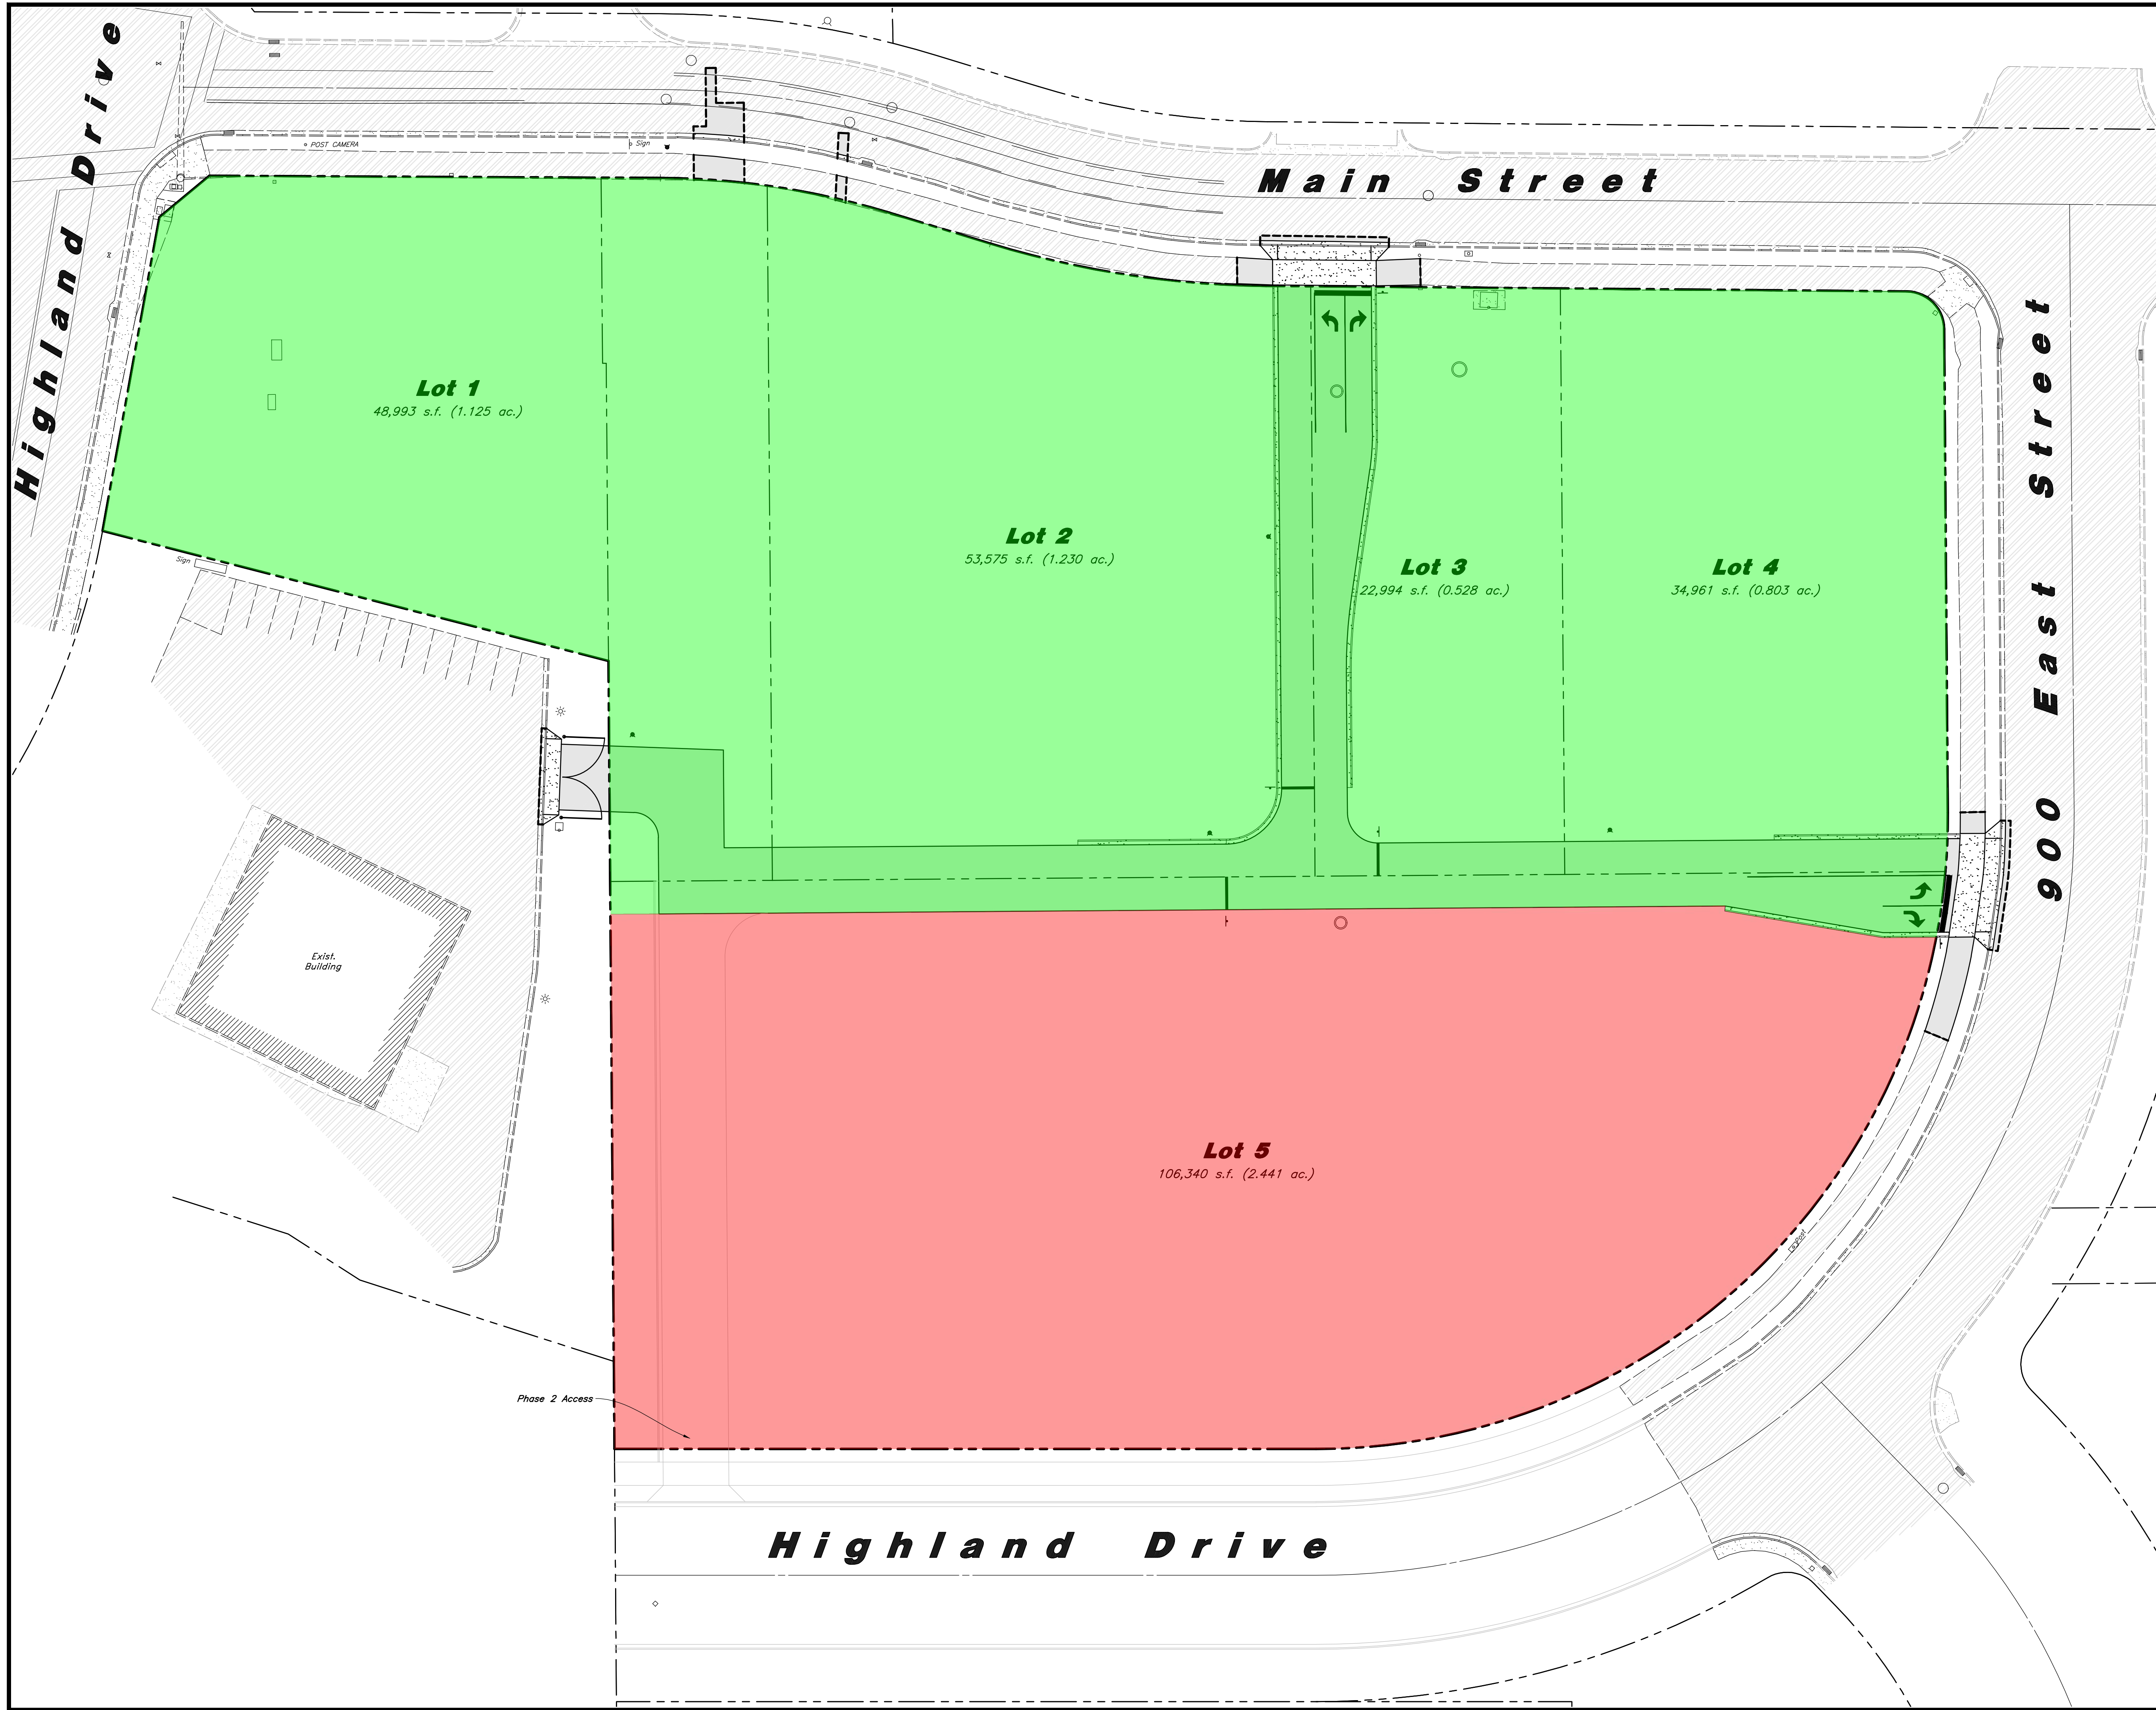 Highland Drive
POST CAMERA
Sign
Main Street
Lot 1
48,993 s.f. (1.125 ac.)
Lot 2
53,575 s.f. (1.230 ac.)
Lot 3
22,994 s.f. (0.528 ac.)
Lot 4
34,961 s.f. (0.803 ac.)
900 East Street
Sign
Exist.
Building
Lot 5
106,340 s.f. (2.441 ac.)
Post
Phase 2 Access
Highland Drive